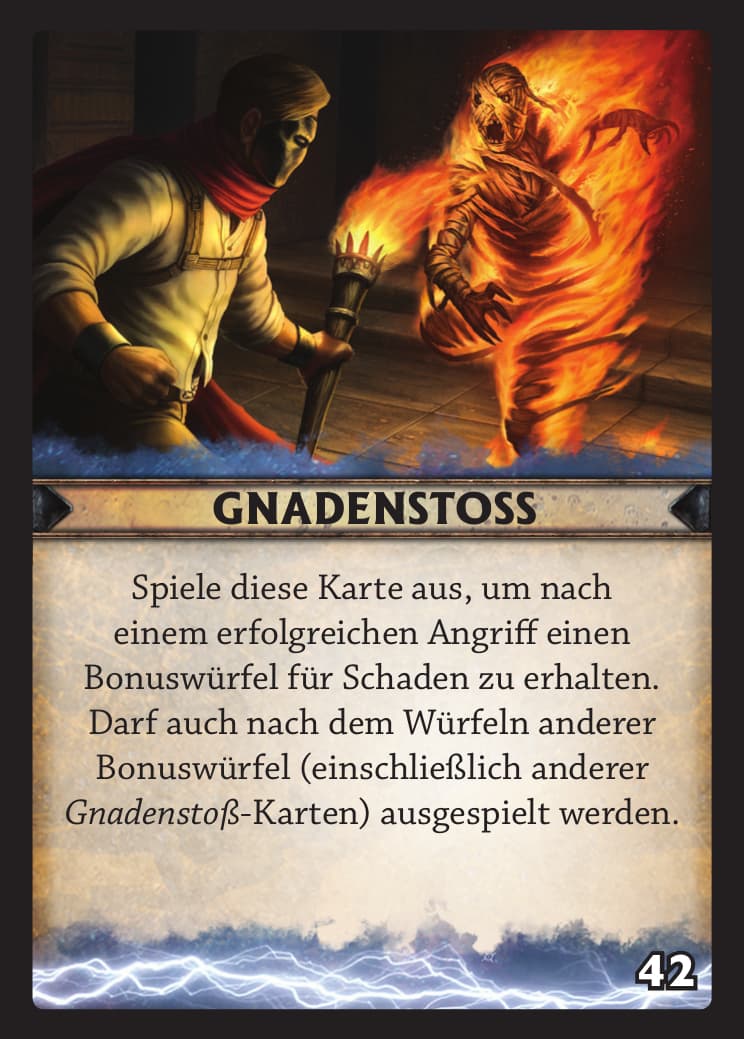 GNADENSTOSS
Spiele diese Karte aus, um nach
einem erfolgreichen Angriff einen
Bonuswürfel für Schaden zu erhalten.
Darf auch nach dem Würfeln anderer
Bonuswürfel (einschließlich anderer
Gnadenstoß-Karten) ausgespielt werden.
42